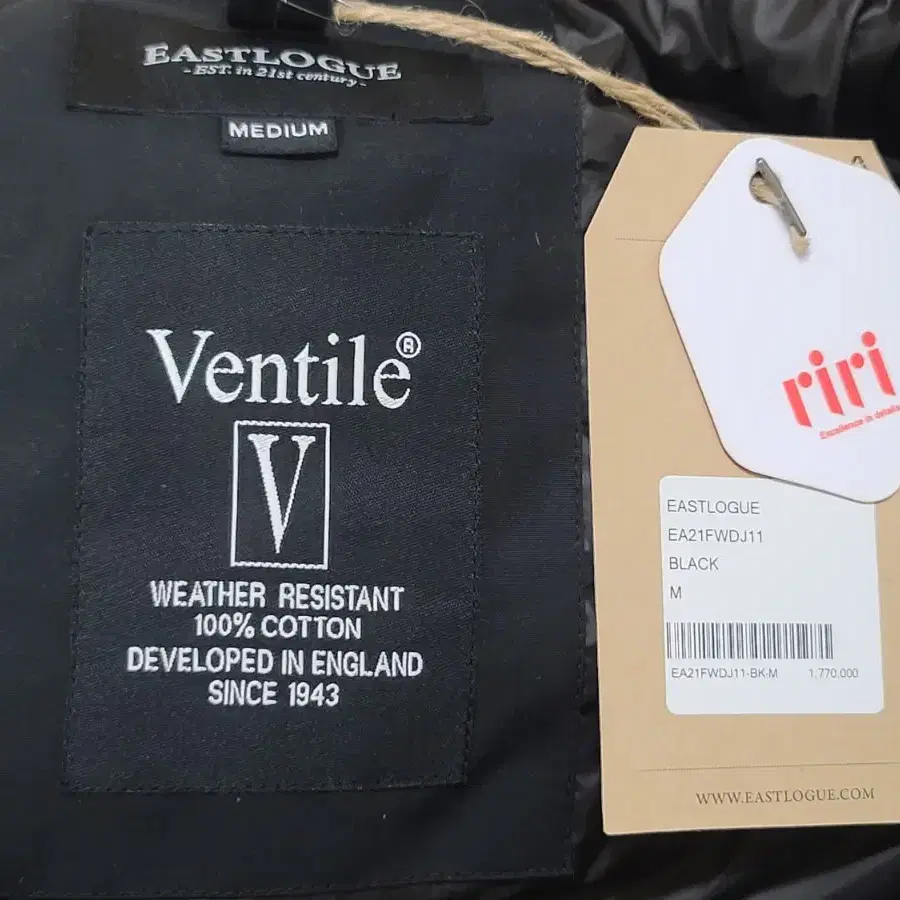 EASTLOGUE
- EST. in 21st century -
MEDIUM
Ventile®
V
WEATHER RESISTANT
100% COTTON
DEVELOPED IN ENGLAND
SINCE 1943
riri
Excellence in details
EASTLOGUE
EA21FWDJ11
BLACK
M
EA21FWDJ11-BK-M 1,770,000
WWW.EASTLOGUE.COM